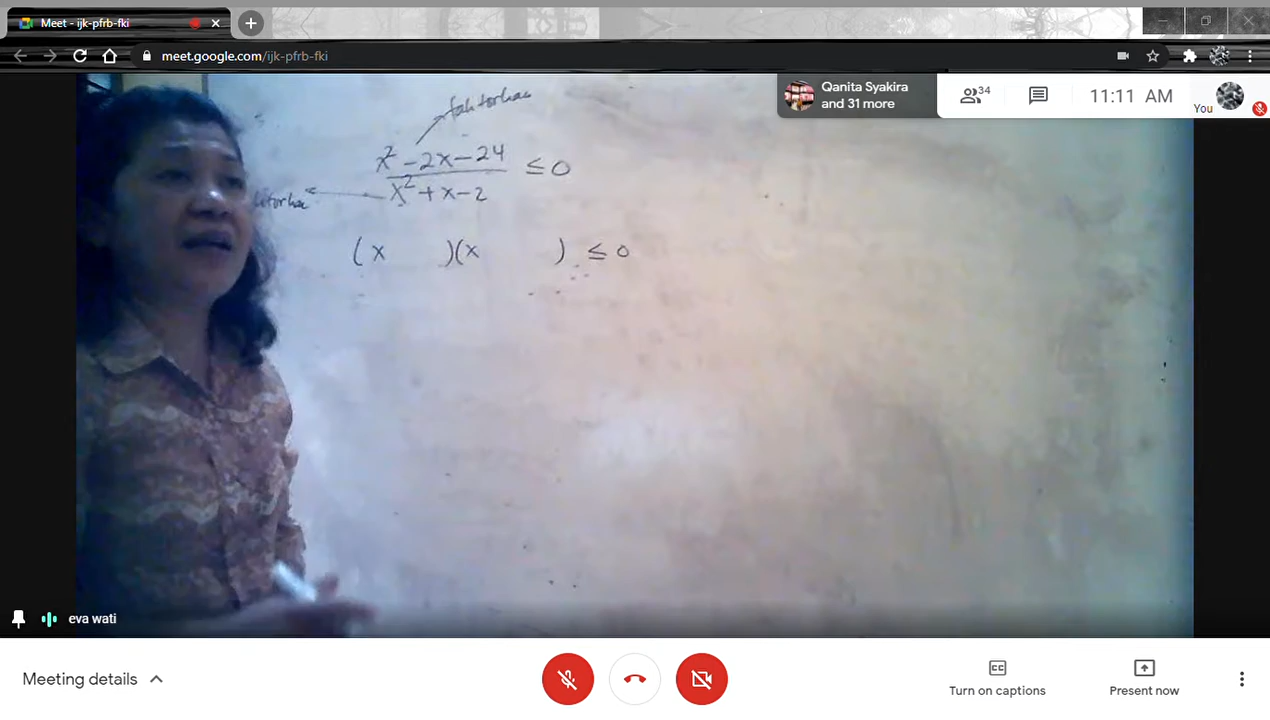 Meet - ijk-pfrb-fki
meet.google.com/ijk-pfrb-fki
Qanita Syakira
and 31 more
34
11:11 AM
You
faktorkan
x² - 2x - 24 ≤ 0
x² + x - 2
(x )(x ) ≤ 0
eva wati
Meeting details
CC
Turn on captions
Present now